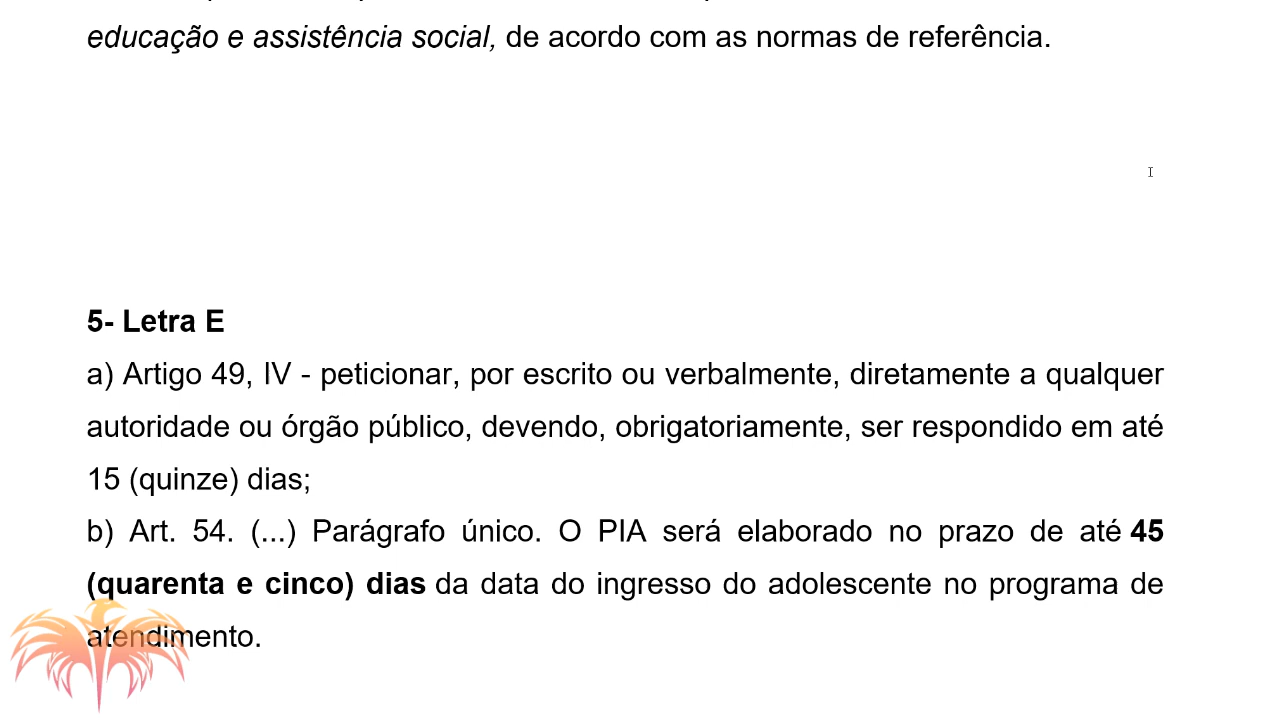 educação e assistência social, de acordo com as normas de referência.
5- Letra E
a) Artigo 49, IV - peticionar, por escrito ou verbalmente, diretamente a qualquer
autoridade ou órgão público, devendo, obrigatoriamente, ser respondido em até
15 (quinze) dias;
b) Art. 54. (...) Parágrafo único. O PIA será elaborado no prazo de até 45
(quarenta e cinco) dias da data do ingresso do adolescente no programa de
atendimento.